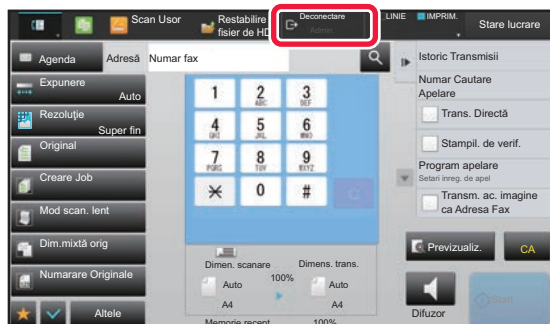 Scan Usor
Restabilire
fisier de HD
Deconectare
Admin...
LINIE
IMPRIM.
Stare lucrare
Agenda
Adresă
Numar fax
Expunere
Auto
Rezoluţie
Super fin
Original
Creare Job
Mod scan. lent
Dim.mixtă orig
Numarare Originale
Altele
1
2
ABC
3
DEF
4
GHI
5
JKL
6
MNO
7
PQRS
8
TUV
9
WXYZ
0
#
Dimen. scanare
Dimens. trans.
100%
Auto
A4
Auto
A4
Memorie recept.
100%
Istoric Transmisii
Numar Cautare
Apelare
Trans. Directă
Stampil. de verif.
Program apelare
Setari inreg. de apel
Transm. ac. imagine
ca Adresa Fax
Previzualiz.
CA
Difuzor
Start